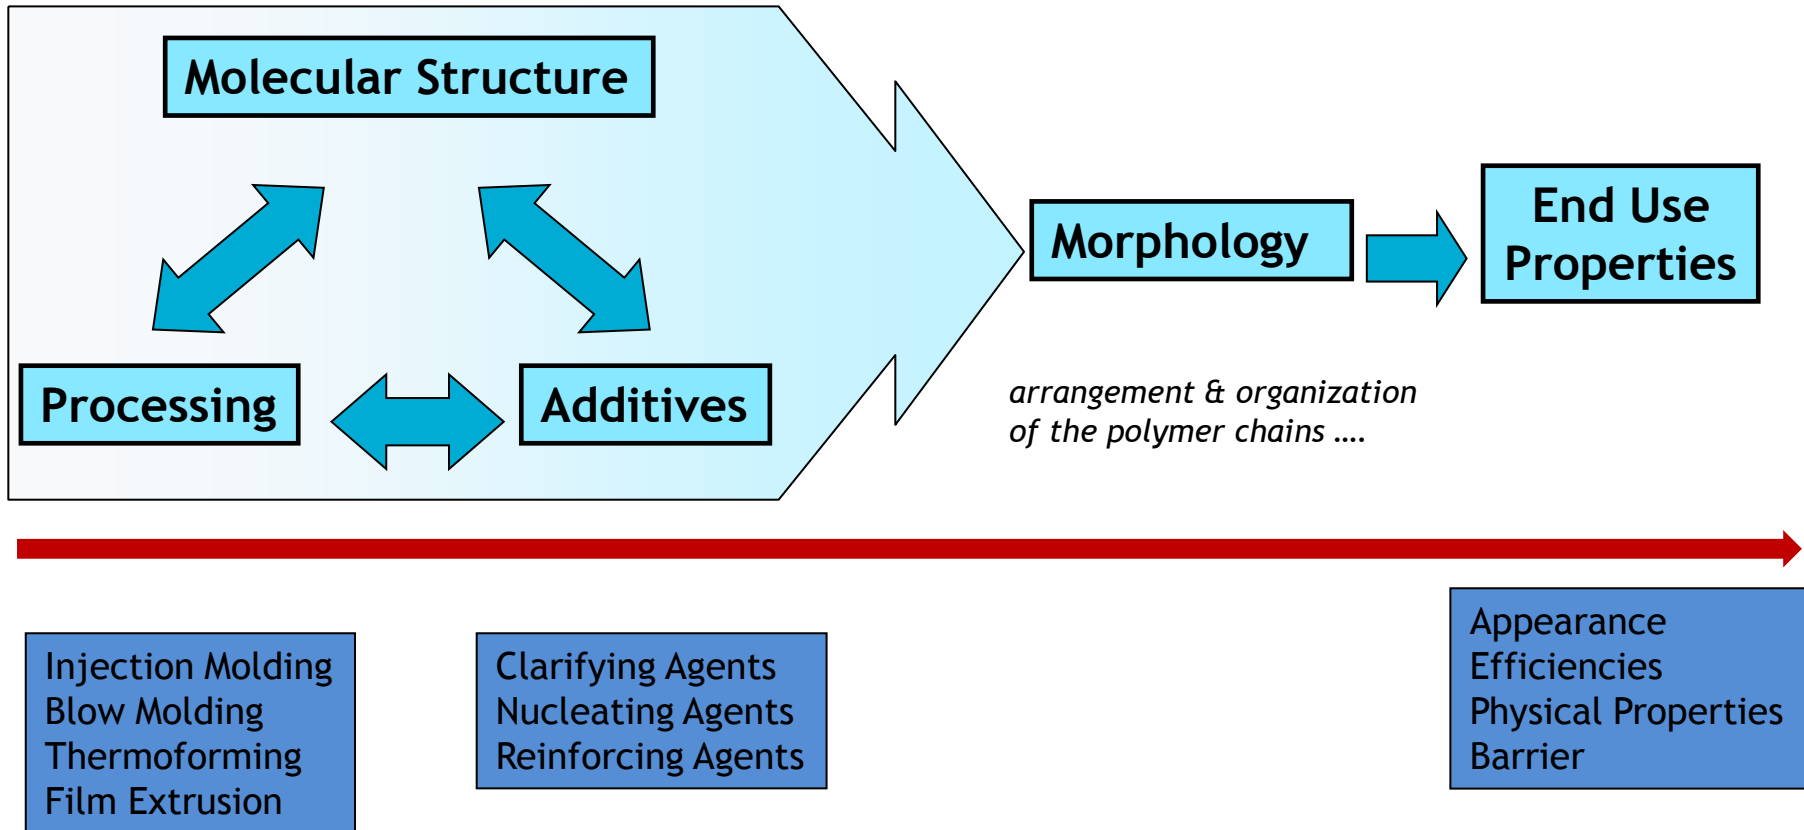 Molecular Structure
Processing
Additives
Morphology
End Use
Properties
arrangement & organization
of the polymer chains ....
Injection Molding
Blow Molding
Thermoforming
Film Extrusion
Clarifying Agents
Nucleating Agents
Reinforcing Agents
Appearance
Efficiencies
Physical Properties
Barrier